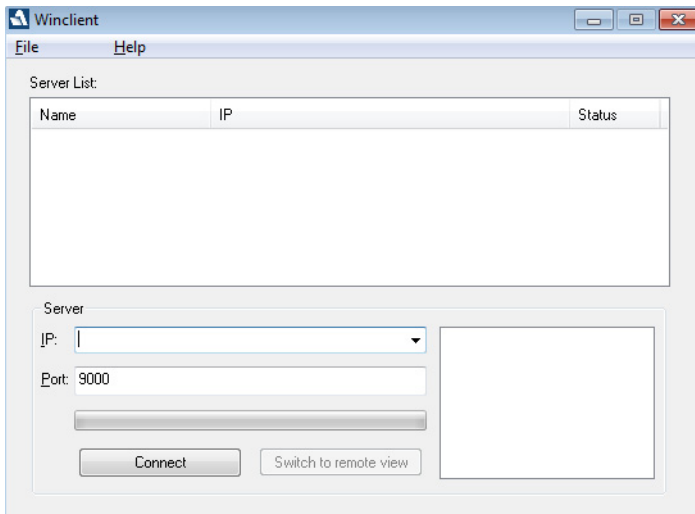 Winclient
File Help
Server List:
Name IP Status
Server
IP:
Port: 9000
Connect Switch to remote view